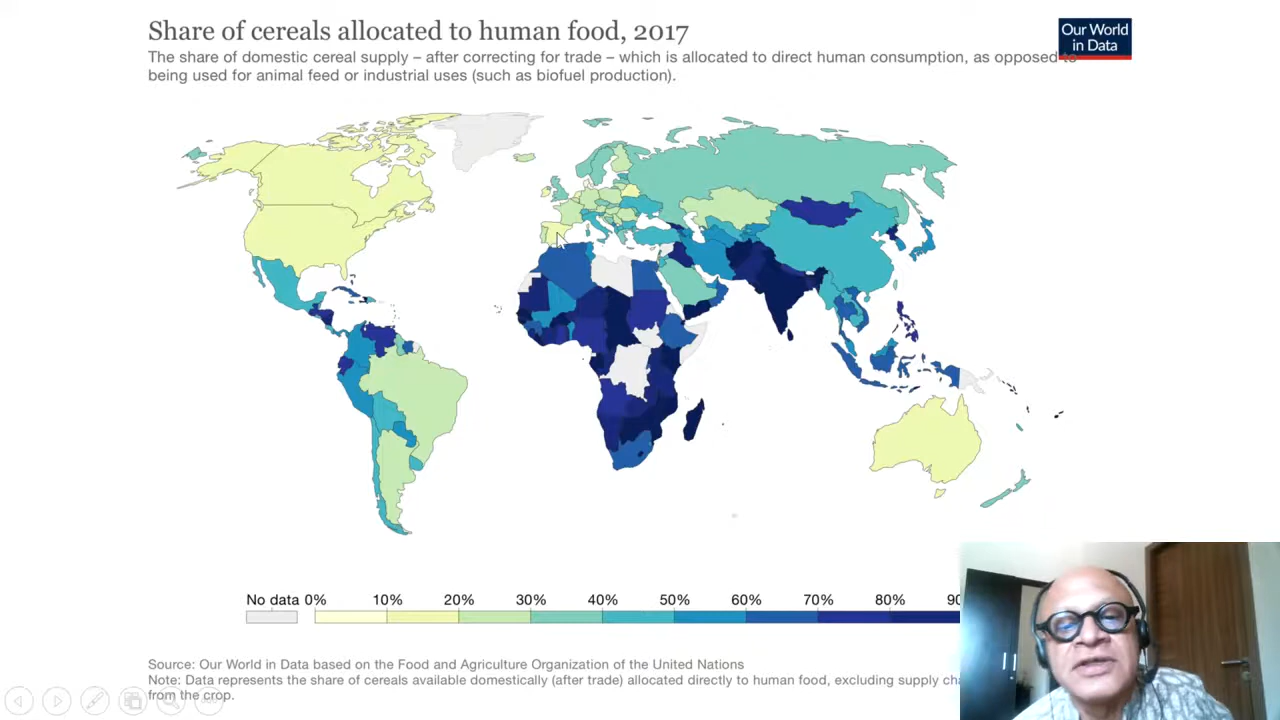 Share of cereals allocated to human food, 2017
Our World
in Data
The share of domestic cereal supply – after correcting for trade – which is allocated to direct human consumption, as opposed to
being used for animal feed or industrial uses (such as biofuel production).
No data 0% 10% 20% 30% 40% 50% 60% 70% 80%
Source: Our World in Data based on the Food and Agriculture Organization of the United Nations
Note: Data represents the share of cereals available domestically (after trade) allocated directly to human food, excluding supply
from the crop.